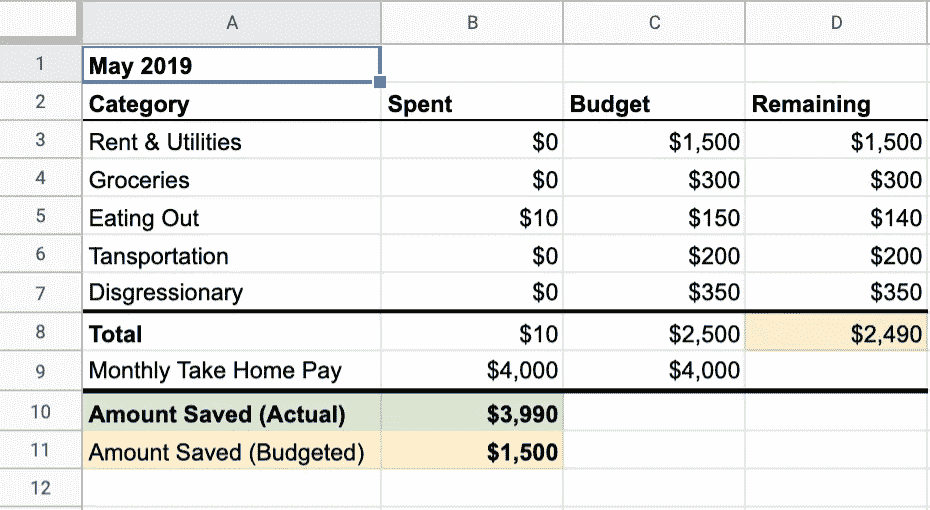 A B C D
1 May 2019
2 Category Spent Budget Remaining
3 Rent & Utilities $0 $1,500 $1,500
4 Groceries $0 $300 $300
5 Eating Out $10 $150 $140
6 Tansportation $0 $200 $200
7 Disgressionary $0 $350 $350
8 Total $10 $2,500 $2,490
9 Monthly Take Home Pay $4,000 $4,000
10 Amount Saved (Actual) $3,990
11 Amount Saved (Budgeted) $1,500
12